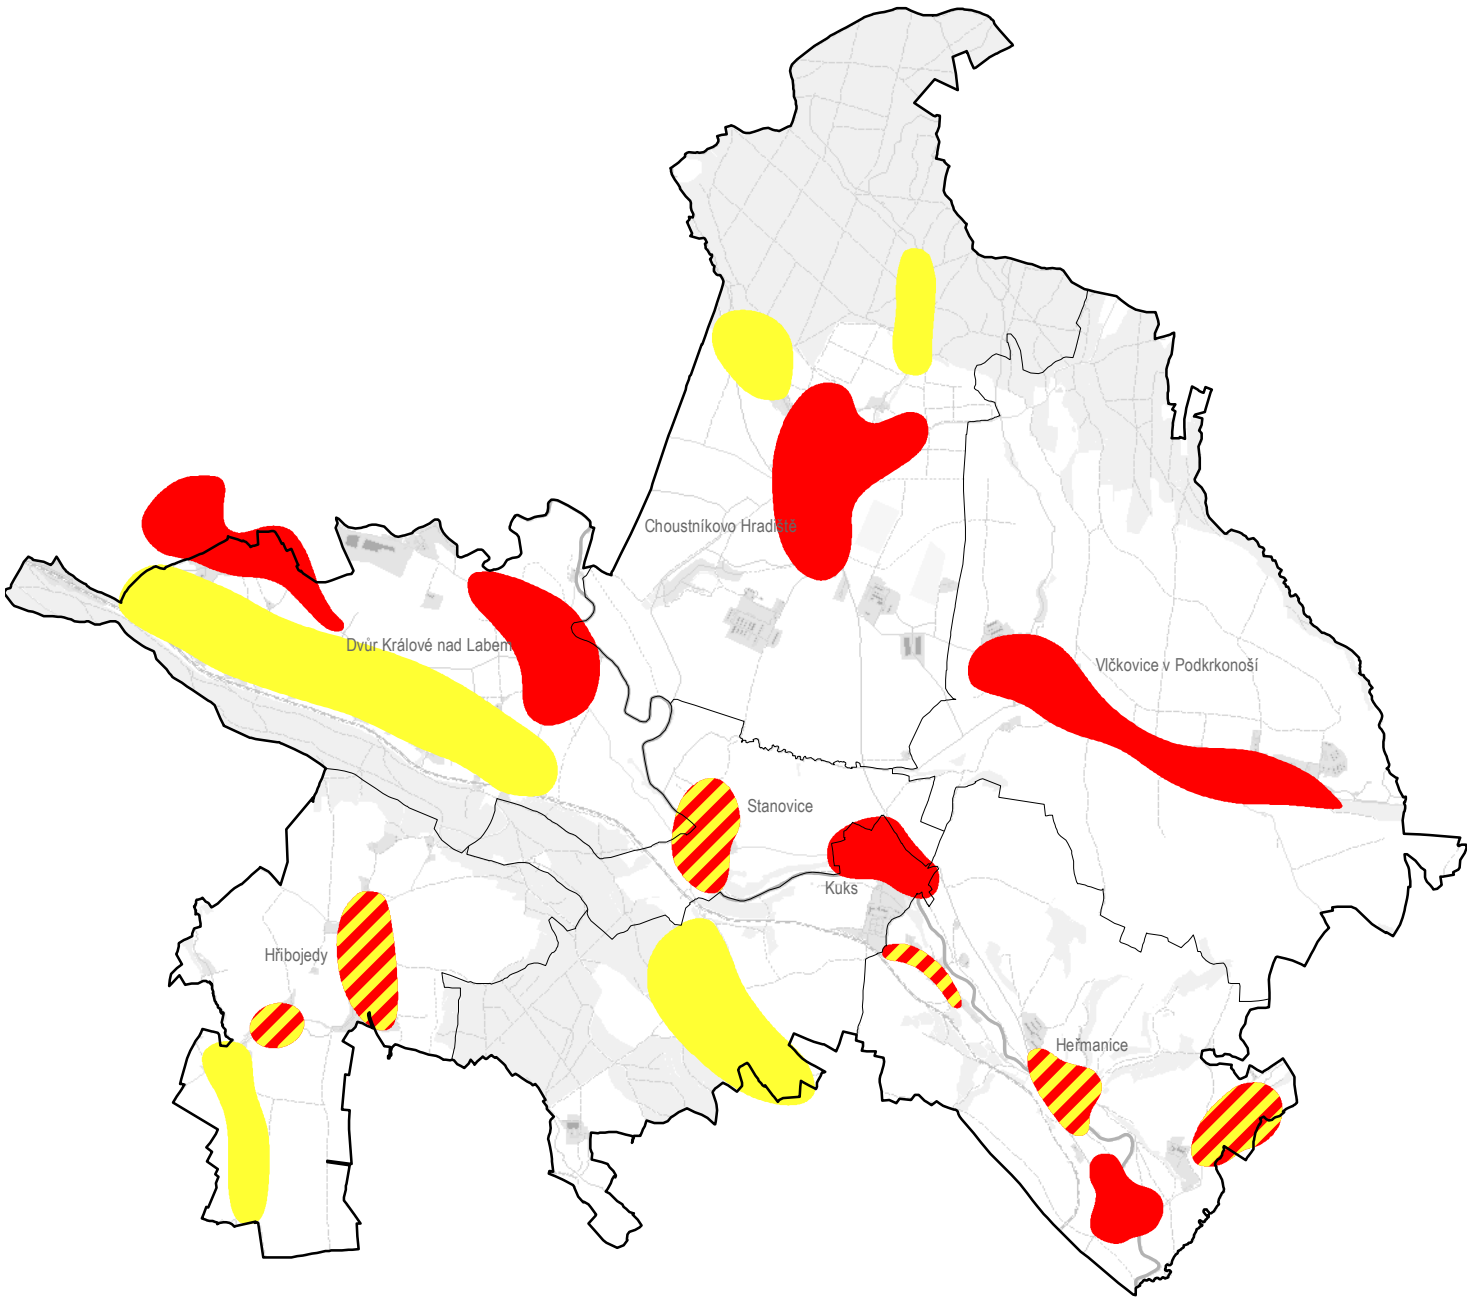 Choustníkovo Hradiště
Dvůr Králové nad Labem
Vlčkovice v Podkrkonoší
Stanovice
Kuks
Hřibojedy
Heřmanice